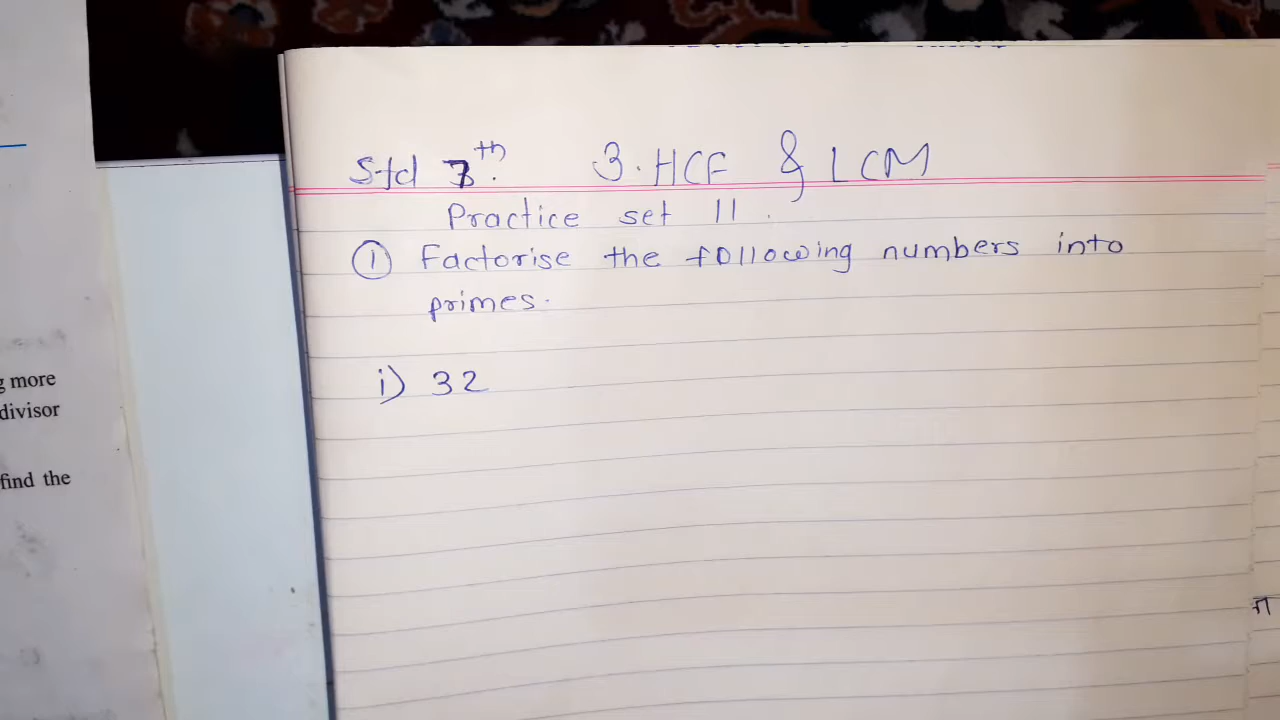 g more
divisor
find the
Std 7th. 3. HCF & LCM
Practice set 11.
① Factorise the following numbers into
primes.
i) 32